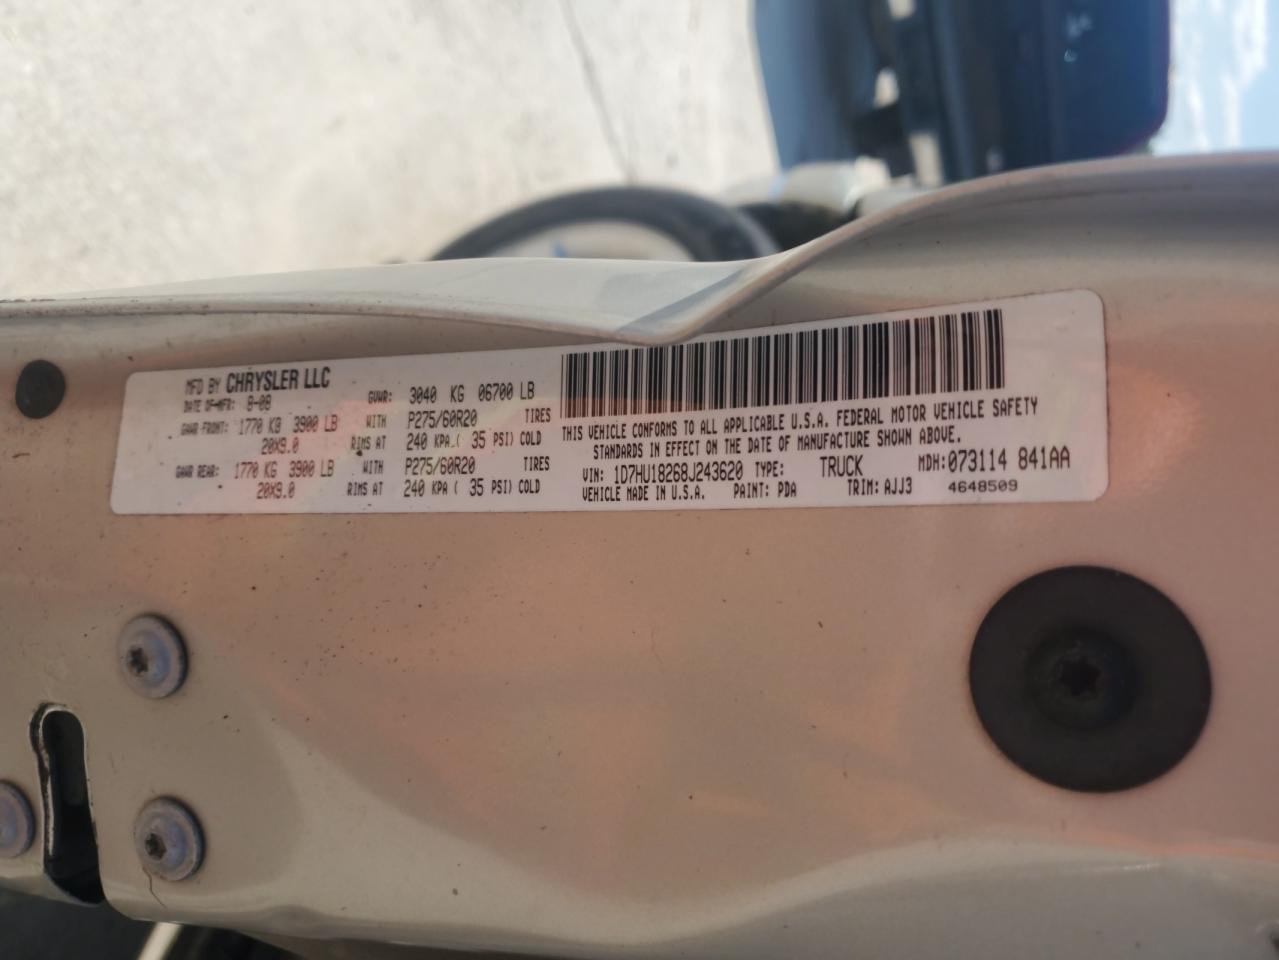 MFD BY CHRYSLER LLC
DATE OF-MFR: 8-08
GVWR: 3040 KG 06700 LB
GAWR FRONT: 1770 KG 3900 LB WITH P275/60R20 TIRES
20X9.0 RIMS AT 240 KPA.( 35 PSI) COLD
GAWR REAR: 1770 KG 3900 LB WITH P275/60R20 TIRES
20X9.0 RIMS AT 240 KPA ( 35 PSI) COLD
THIS VEHICLE CONFORMS TO ALL APPLICABLE U.S.A. FEDERAL MOTOR VEHICLE SAFETY
STANDARDS IN EFFECT ON THE DATE OF MANUFACTURE SHOWN ABOVE.
VIN: 1D7HU18268J243620 TYPE: TRUCK MDH:073114 841AA
VEHICLE MADE IN U.S.A. PAINT: PDA TRIM: AJJ3 4648509